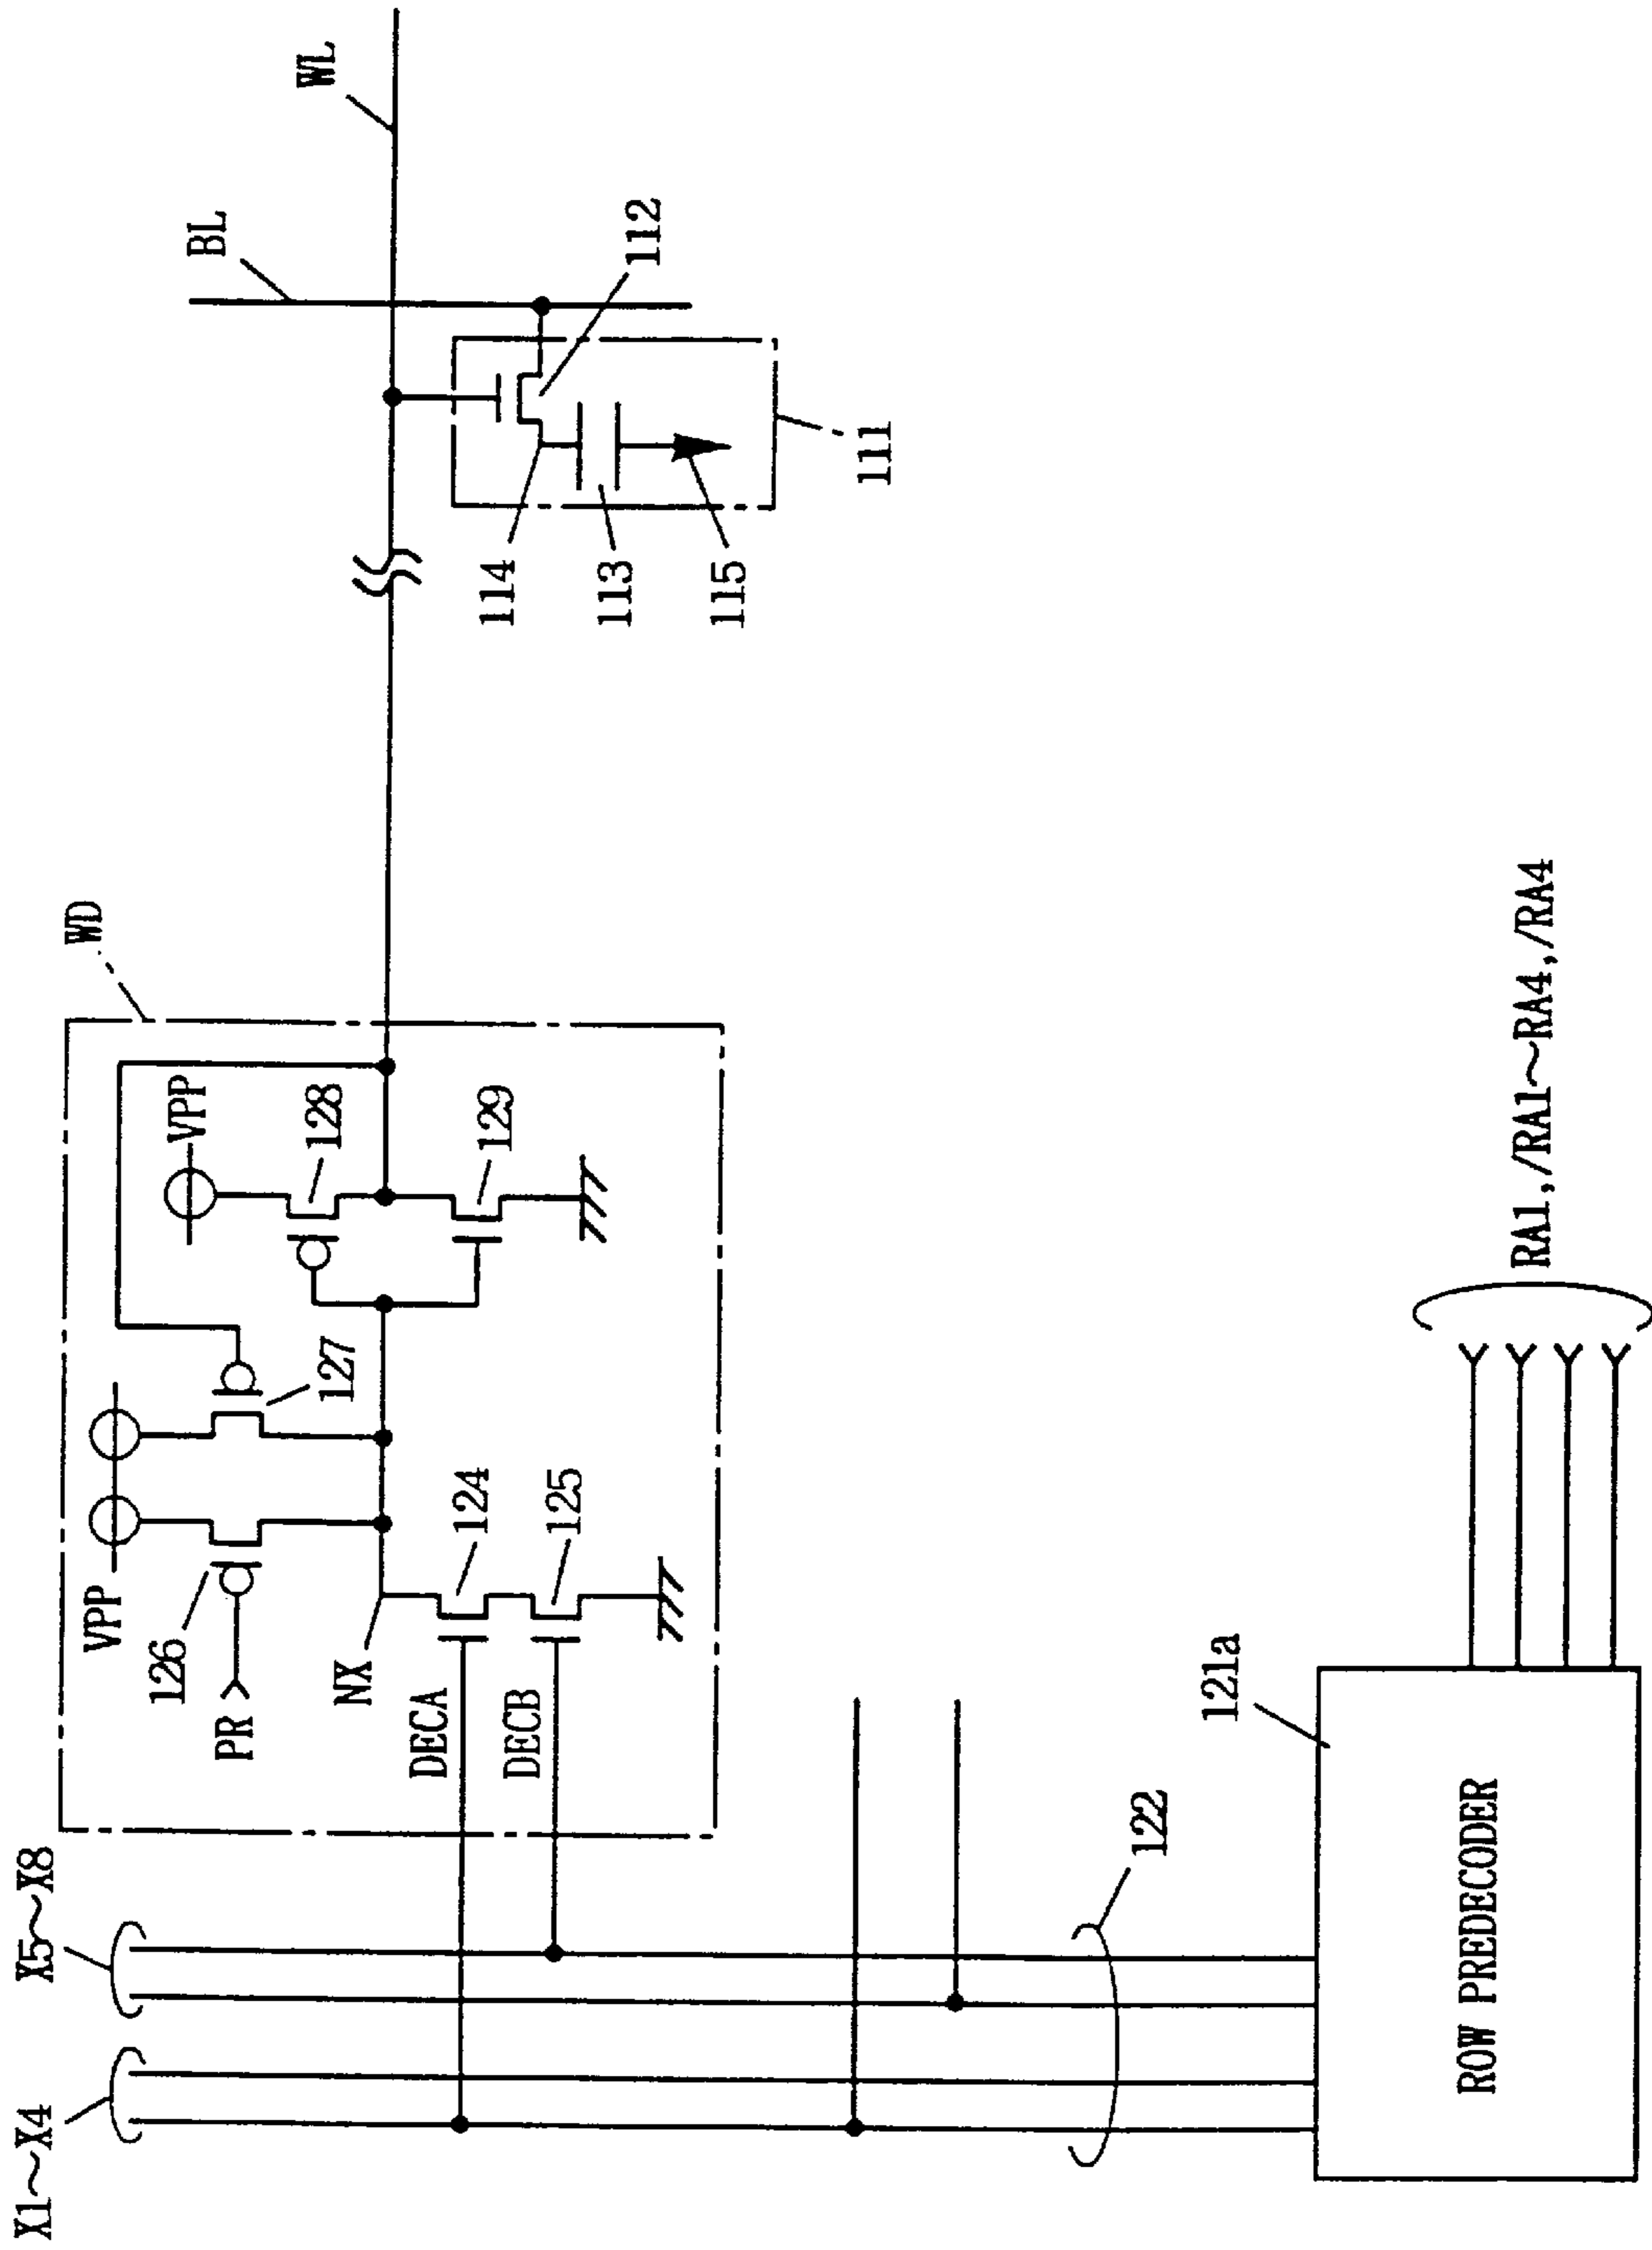 X1~X4
X5~X8
WD
VPP
VPP
126
127
128
129
PR
NX
DECA
DECB
124
125
BL
WL
114
113
115
112
111
122
121a
ROW PREDECODER
RA1,/RA1~RA4,/RA4